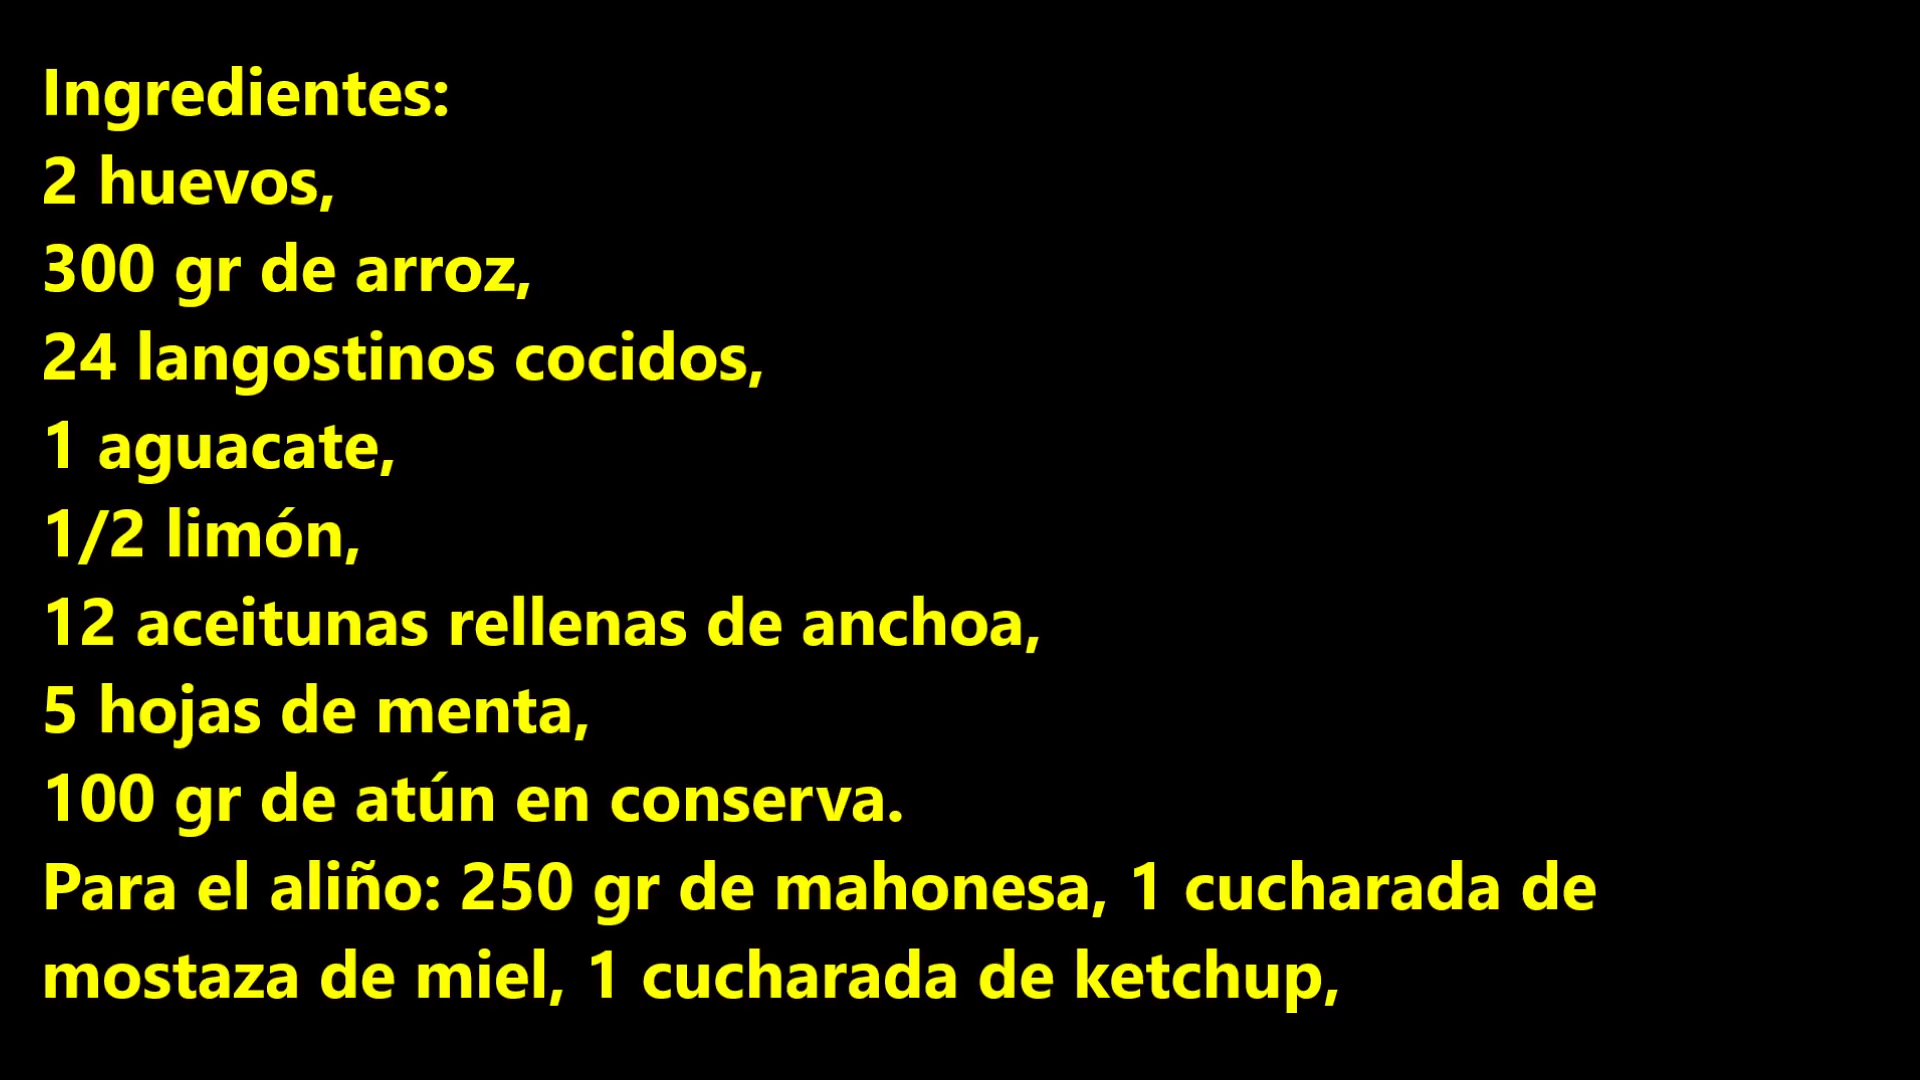 Ingredientes:
2 huevos,
300 gr de arroz,
24 langostinos cocidos,
1 aguacate,
1/2 limón,
12 aceitunas rellenas de anchoa,
5 hojas de menta,
100 gr de atún en conserva.
Para el aliño: 250 gr de mahonesa, 1 cucharada de
mostaza de miel, 1 cucharada de ketchup,